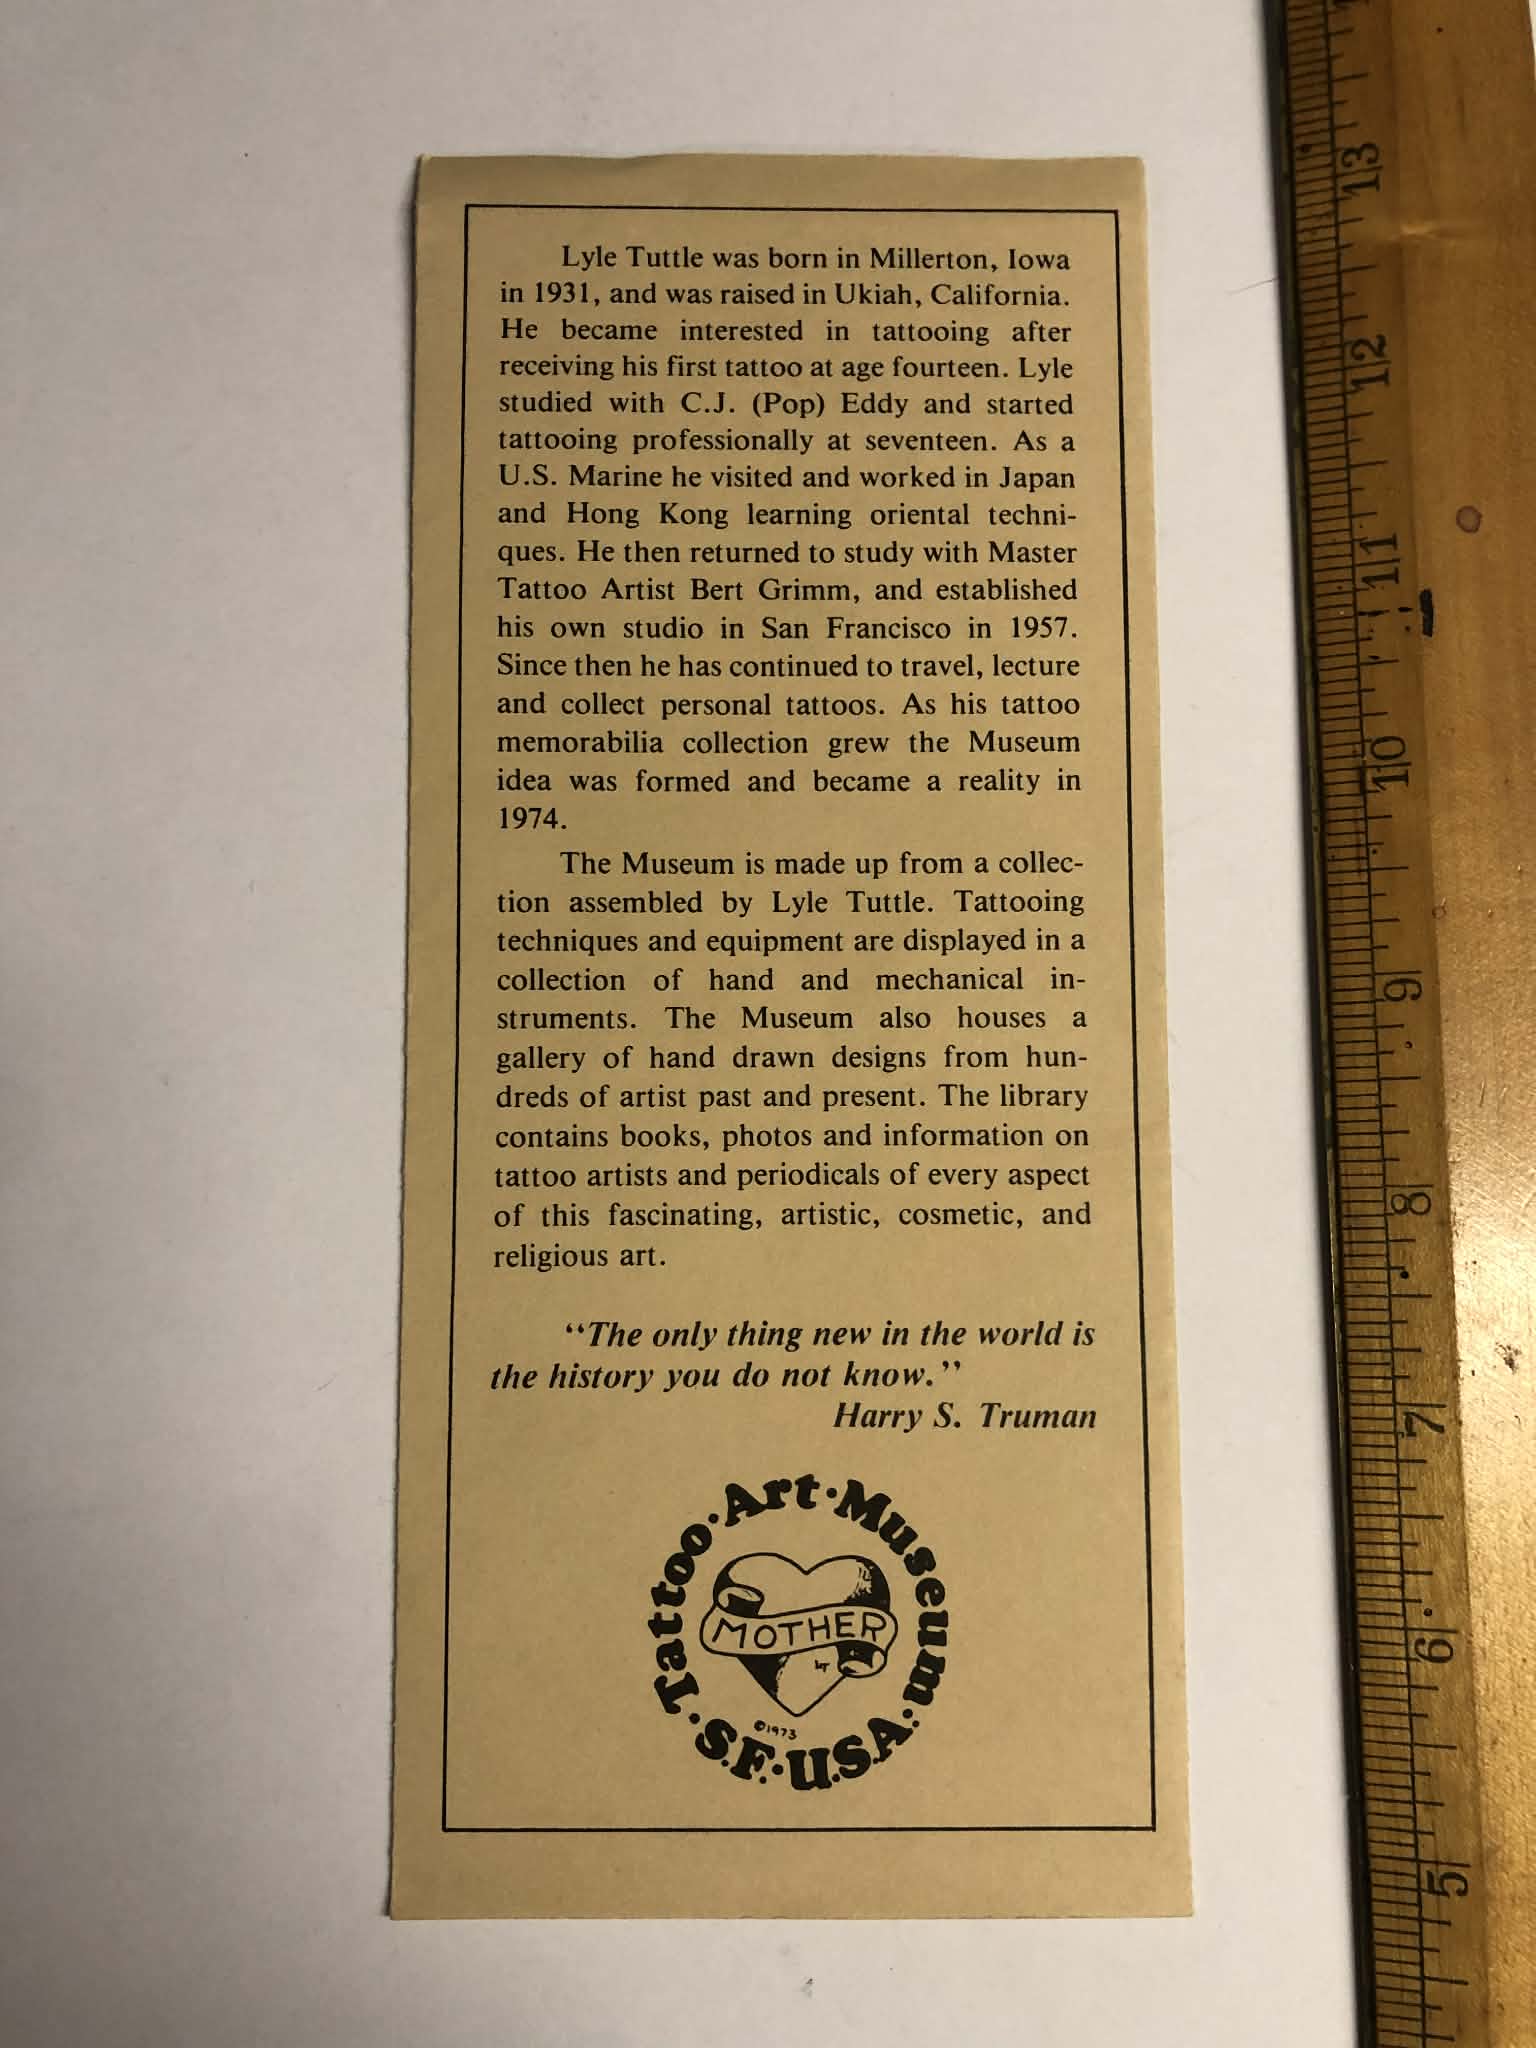 Lyle Tuttle was born in Millerton, Iowa
in 1931, and was raised in Ukiah, California.
He became interested in tattooing after
receiving his first tattoo at age fourteen. Lyle
studied with C.J. (Pop) Eddy and started
tattooing professionally at seventeen. As a
U.S. Marine he visited and worked in Japan
and Hong Kong learning oriental techni-
ques. He then returned to study with Master
Tattoo Artist Bert Grimm, and established
his own studio in San Francisco in 1957.
Since then he has continued to travel, lecture
and collect personal tattoos. As his tattoo
memorabilia collection grew the Museum
idea was formed and became a reality in
1974.
The Museum is made up from a collec-
tion assembled by Lyle Tuttle. Tattooing
techniques and equipment are displayed in a
collection of hand and mechanical in-
struments. The Museum also houses a
gallery of hand drawn designs from hun-
dreds of artist past and present. The library
contains books, photos and information on
tattoo artists and periodicals of every aspect
of this fascinating, artistic, cosmetic, and
religious art.
"The only thing new in the world is
the history you do not know."
Harry S. Truman
Tattoo·Art·Museum·
S.F.·U.S.A.
MOTHER
LT
©1973
13
12
11
10
9
8
7
6
5